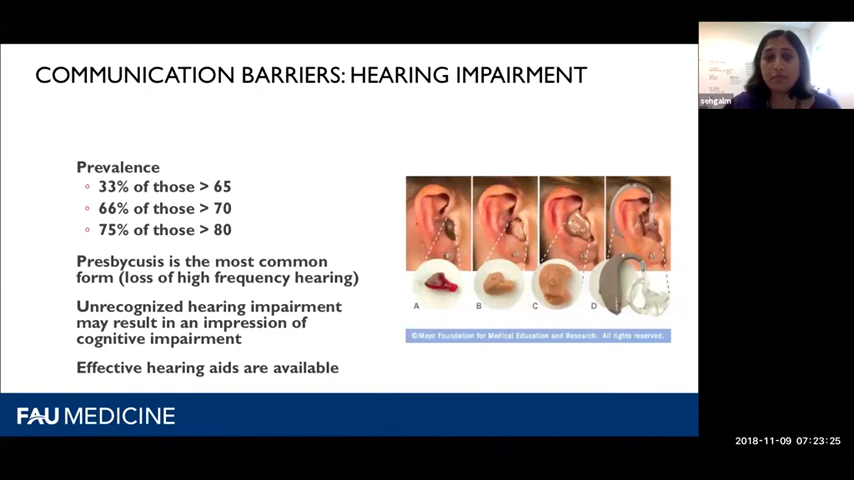 COMMUNICATION BARRIERS: HEARING IMPAIRMENT
sehgalm
Prevalence
◦ 33% of those > 65
◦ 66% of those > 70
◦ 75% of those > 80
Presbycusis is the most common
form (loss of high frequency hearing)
Unrecognized hearing impairment
may result in an impression of
cognitive impairment
Effective hearing aids are available
A B C D
©Mayo Foundation for Medical Education and Research. All rights reserved.
FAU MEDICINE
2018-11-09 07:23:25